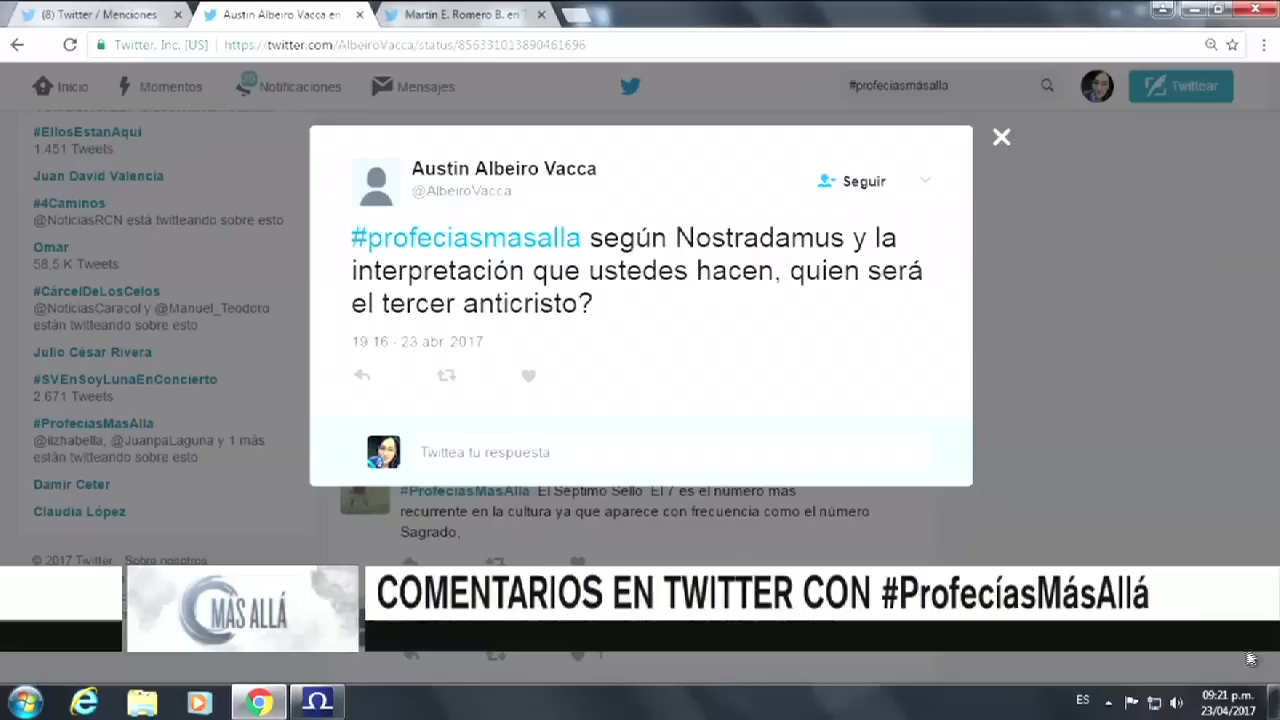 (8) Twitter / Menciones
Austin Albeiro Vacca en
Martín E. Romero B. en T
Twitter, Inc. [US]
https://twitter.com/AlbeiroVacca/status/856331013890461696
Inicio
Momentos
20
Notificaciones
Mensajes
#profeciasmásalla
Twittear
#EllosEstanAqui
1.451 Tweets
Juan David Valencia
#4Caminos
@NoticiasRCN está twitteando sobre esto
Omar
58.5 K Tweets
#CárcelDeLosCelos
@NoticiasCaracol y @Manuel_Teodoro
están twitteando sobre esto
Julio César Rivera
#SVEnSoyLunaEnConcierto
2 671 Tweets
#ProfeciasMasAlla
@ilzhabella, @JuanpaLaguna y 1 más
están twitteando sobre esto
Damir Ceter
Claudia López
© 2017 Twitter Sobre nosotros
Austin Albeiro Vacca
@AlbeiroVacca
Seguir
#profeciasmasalla según Nostradamus y la
interpretación que ustedes hacen, quien será
el tercer anticristo?
19:16 - 23 abr. 2017
Twittea tu respuesta
#ProfeciasMasAlla El Septimo Sello El 7 es el número mas
recurrente en la cultura ya que aparece con frecuencia como el número
Sagrado,
MÁS ALLÁ
COMENTARIOS EN TWITTER CON #ProfecíasMásAllá
1
ES
09:21 p.m.
23/04/2017